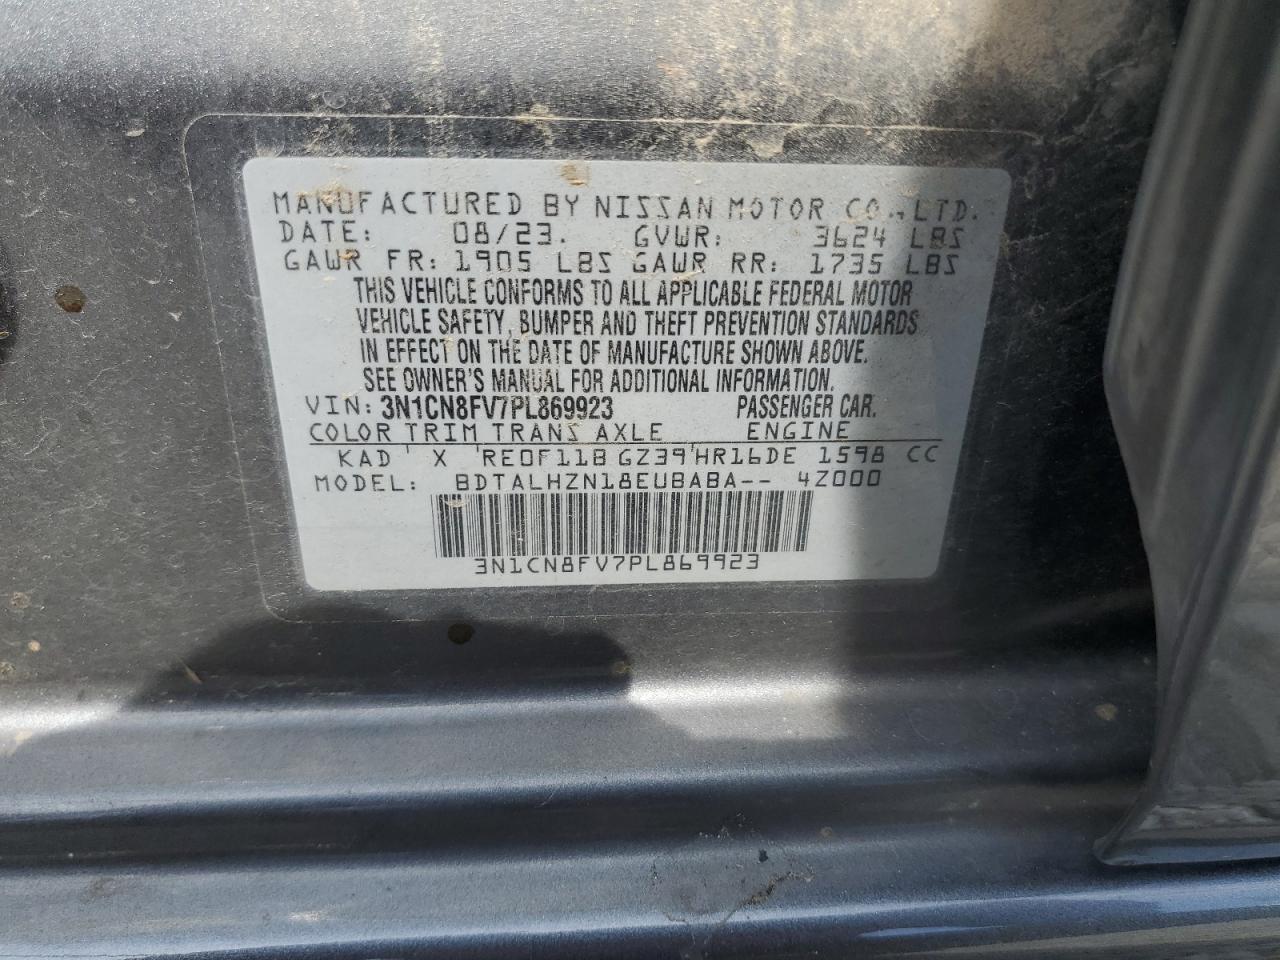 MANUFACTURED BY NISSAN MOTOR CO.,LTD.
DATE: 08/23. GVWR: 3624 LBS
GAWR FR: 1905 LBS GAWR RR: 1735 LBS
THIS VEHICLE CONFORMS TO ALL APPLICABLE FEDERAL MOTOR
VEHICLE SAFETY, BUMPER AND THEFT PREVENTION STANDARDS
IN EFFECT ON THE DATE OF MANUFACTURE SHOWN ABOVE.
SEE OWNER'S MANUAL FOR ADDITIONAL INFORMATION.
VIN: 3N1CN8FV7PL869923 PASSENGER CAR.
COLOR TRIM TRANS AXLE ENGINE
KAD ' X 'RE0F11B GZ39'HR16DE 1598 CC
MODEL: BDTALHZN18EUBABA-- 4Z000
3N1CN8FV7PL869923